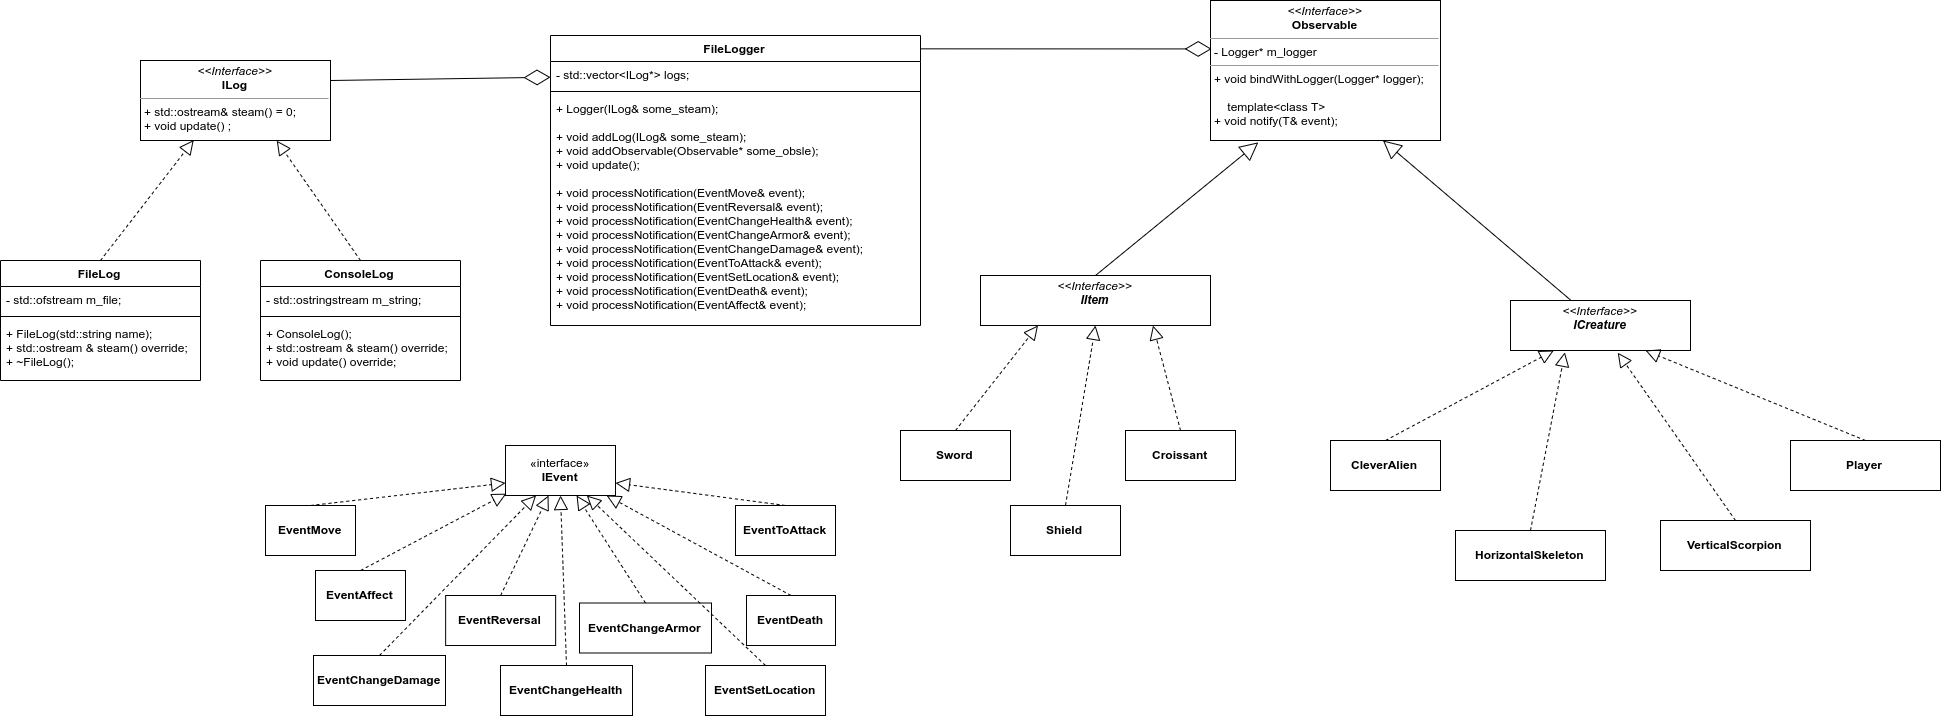 <<Interface>>
ILog
+ std::ostream& steam() = 0;
+ void update() ;
FileLogger
- std::vector<ILog*> logs;
+ Logger(ILog& some_steam);
+ void addLog(ILog& some_steam);
+ void addObservable(Observable* some_obsle);
+ void update();
+ void processNotification(EventMove& event);
+ void processNotification(EventReversal& event);
+ void processNotification(EventChangeHealth& event);
+ void processNotification(EventChangeArmor& event);
+ void processNotification(EventChangeDamage& event);
+ void processNotification(EventToAttack& event);
+ void processNotification(EventSetLocation& event);
+ void processNotification(EventDeath& event);
+ void processNotification(EventAffect& event);
<<Interface>>
Observable
- Logger* m_logger
+ void bindWithLogger(Logger* logger);
template<class T>
+ void notify(T& event);
FileLog
- std::ofstream m_file;
+ FileLog(std::string name);
+ std::ostream & steam() override;
+ ~FileLog();
ConsoleLog
- std::ostringstream m_string;
+ ConsoleLog();
+ std::ostream & steam() override;
+ void update() override;
<<Interface>>
IItem
<<Interface>>
ICreature
Sword
Shield
Croissant
CleverAlien
HorizontalSkeleton
VerticalScorpion
Player
«interface»
IEvent
EventMove
EventToAttack
EventAffect
EventReversal
EventChangeArmor
EventDeath
EventChangeDamage
EventChangeHealth
EventSetLocation